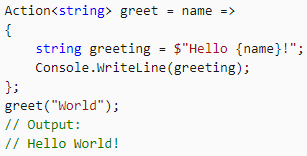 Action<string> greet = name =>
{
    string greeting = $"Hello {name}!";
    Console.WriteLine(greeting);
};
greet("World");
// Output:
// Hello World!